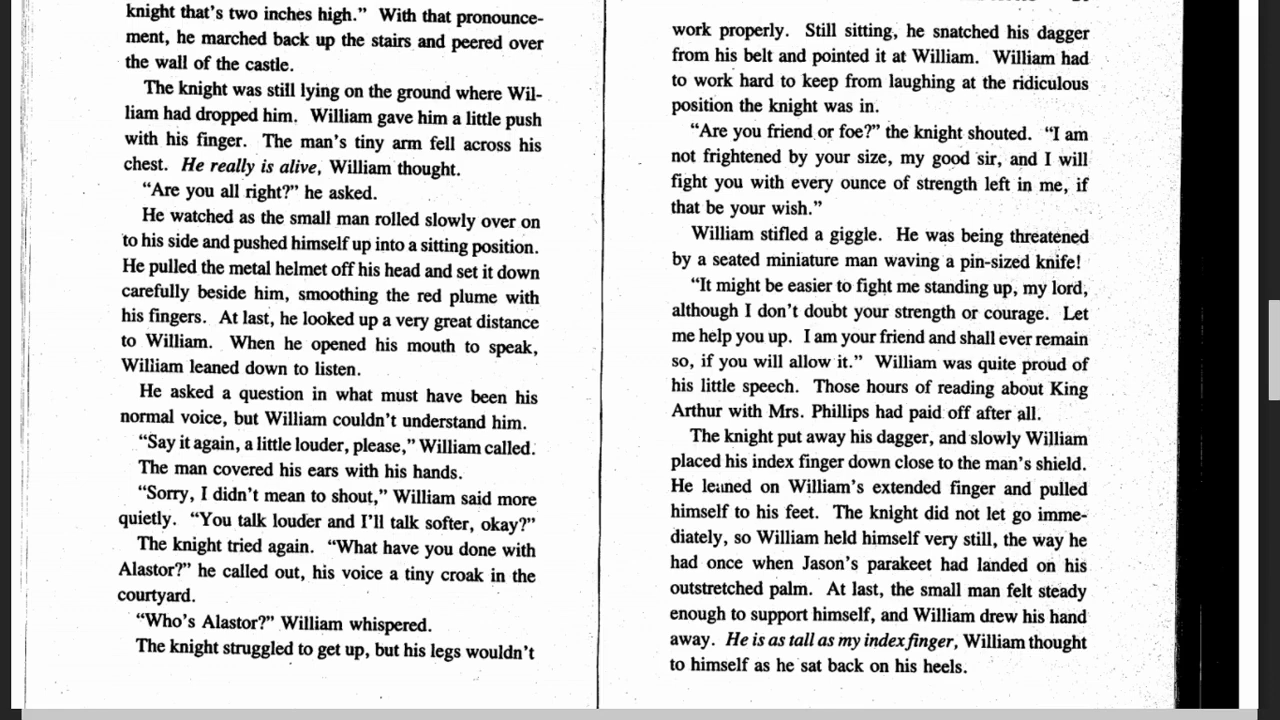 knight that's two inches high.” With that pronounce-
ment, he marched back up the stairs and peered over
the wall of the castle.
The knight was still lying on the ground where Wil-
liam had dropped him. William gave him a little push
with his finger. The man's tiny arm fell across his
chest. He really is alive, William thought.
“Are you all right?” he asked.
He watched as the small man rolled slowly over on
to his side and pushed himself up into a sitting position.
He pulled the metal helmet off his head and set it down
carefully beside him, smoothing the red plume with
his fingers. At last, he looked up a very great distance
to William. When he opened his mouth to speak,
William leaned down to listen.
He asked a question in what must have been his
normal voice, but William couldn't understand him.
“Say it again, a little louder, please,” William called.
The man covered his ears with his hands.
“Sorry, I didn't mean to shout,” William said more
quietly. “You talk louder and I'll talk softer, okay?”
The knight tried again. “What have you done with
Alastor?” he called out, his voice a tiny croak in the
courtyard.
“Who's Alastor?” William whispered.
The knight struggled to get up, but his legs wouldn't
work properly. Still sitting, he snatched his dagger
from his belt and pointed it at William. William had
to work hard to keep from laughing at the ridiculous
position the knight was in.
“Are you friend or foe?” the knight shouted. “I am
not frightened by your size, my good sir, and I will
fight you with every ounce of strength left in me, if
that be your wish.”
William stifled a giggle. He was being threatened
by a seated miniature man waving a pin-sized knife!
“It might be easier to fight me standing up, my lord,
although I don't doubt your strength or courage. Let
me help you up. I am your friend and shall ever remain
so, if you will allow it.” William was quite proud of
his little speech. Those hours of reading about King
Arthur with Mrs. Phillips had paid off after all.
The knight put away his dagger, and slowly William
placed his index finger down close to the man's shield.
He leaned on William's extended finger and pulled
himself to his feet. The knight did not let go imme-
diately, so William held himself very still, the way he
had once when Jason's parakeet had landed on his
outstretched palm. At last, the small man felt steady
enough to support himself, and William drew his hand
away. He is as tall as my index finger, William thought
to himself as he sat back on his heels.